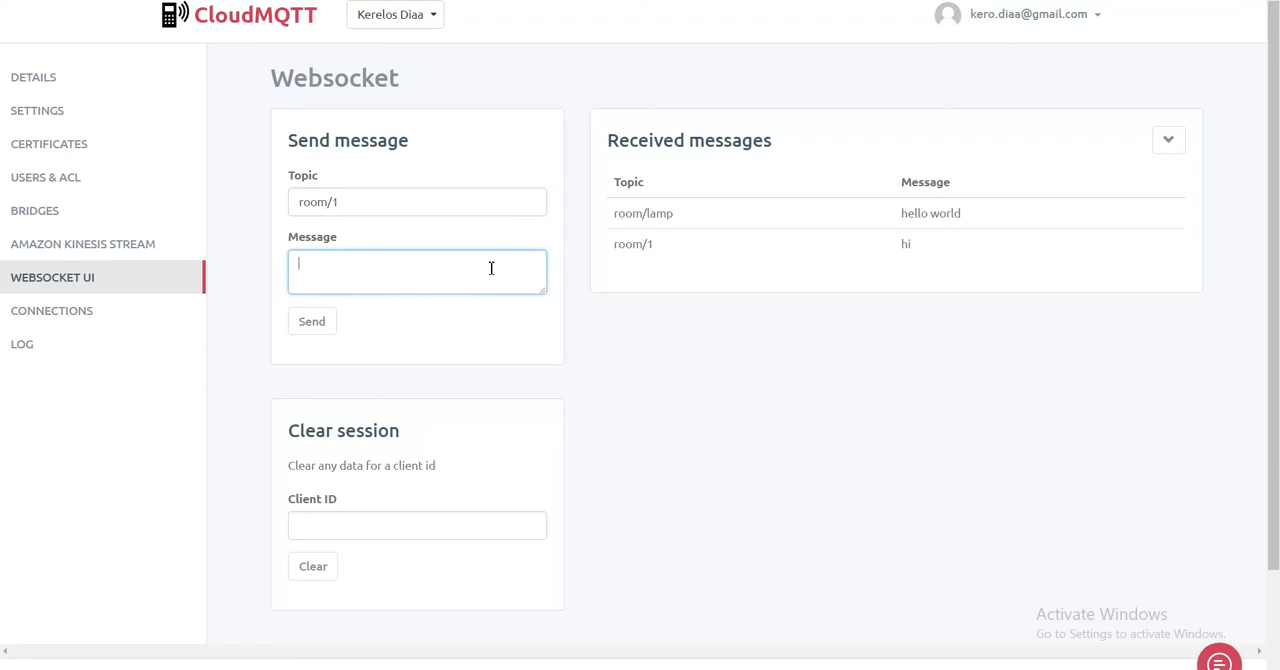 CloudMQTT
Kerelos Diaa
kero.diaa@gmail.com
DETAILS
SETTINGS
CERTIFICATES
USERS & ACL
BRIDGES
AMAZON KINESIS STREAM
WEBSOCKET UI
CONNECTIONS
LOG
Websocket
Send message
Topic
room/1
Message
Send
Received messages
Topic Message
room/lamp hello world
room/1 hi
Clear session
Clear any data for a client id
Client ID
Clear
Activate Windows
Go to Settings to activate Windows.